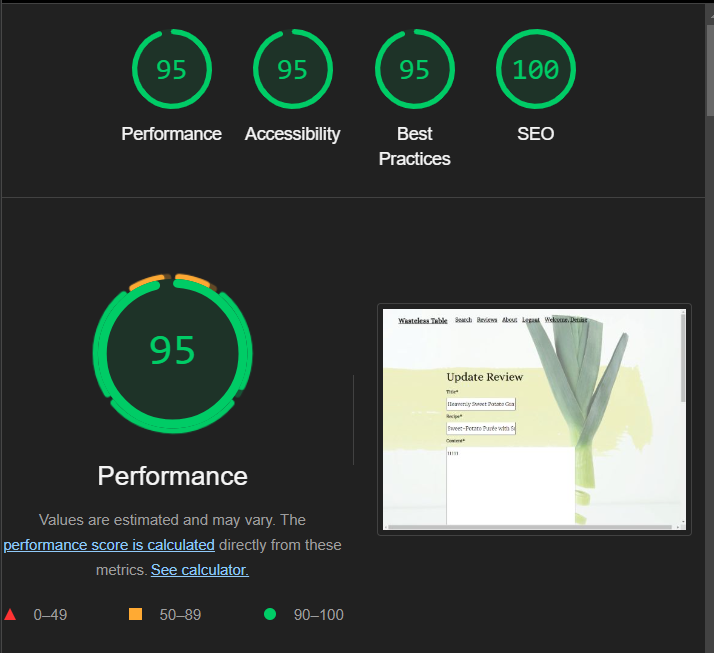 95 95 95 100
Performance Accessibility Best Practices SEO
95
Performance
Values are estimated and may vary. The
performance score is calculated directly from these
metrics. See calculator.
0–49 50–89 90–100
Wasteless Table Search Reviews About Logout Welcome, Denise
Update Review
Title*
Heavenly Sweet Potato
Recipe*
Sweet-Potato Purée with
Content*